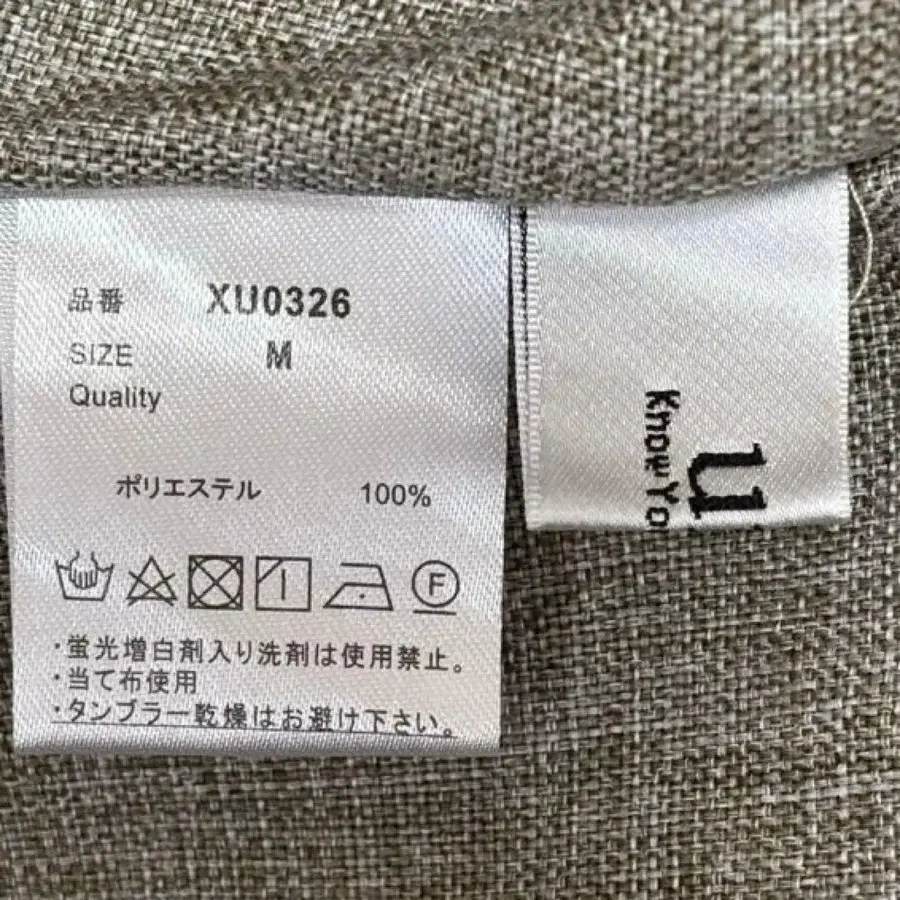 品番 XU0326
SIZE M
Quality
ポリエステル 100%
F
・蛍光増白剤入り洗剤は使用禁止。
・当て布使用
・タンブラー乾燥はお避け下さい。
u
Know Yo